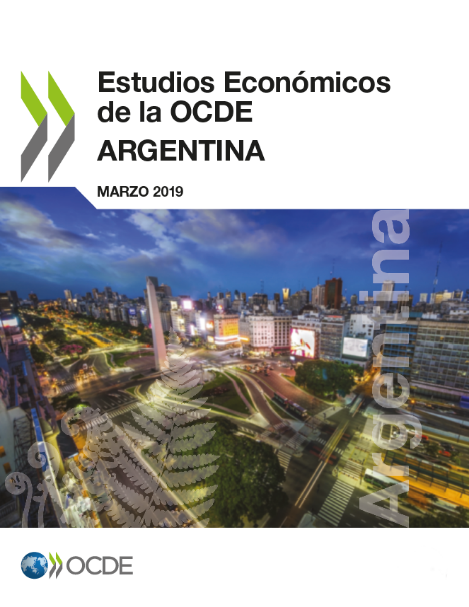 Estudios Económicos
de la OCDE
ARGENTINA
MARZO 2019
Argentina
OCDE